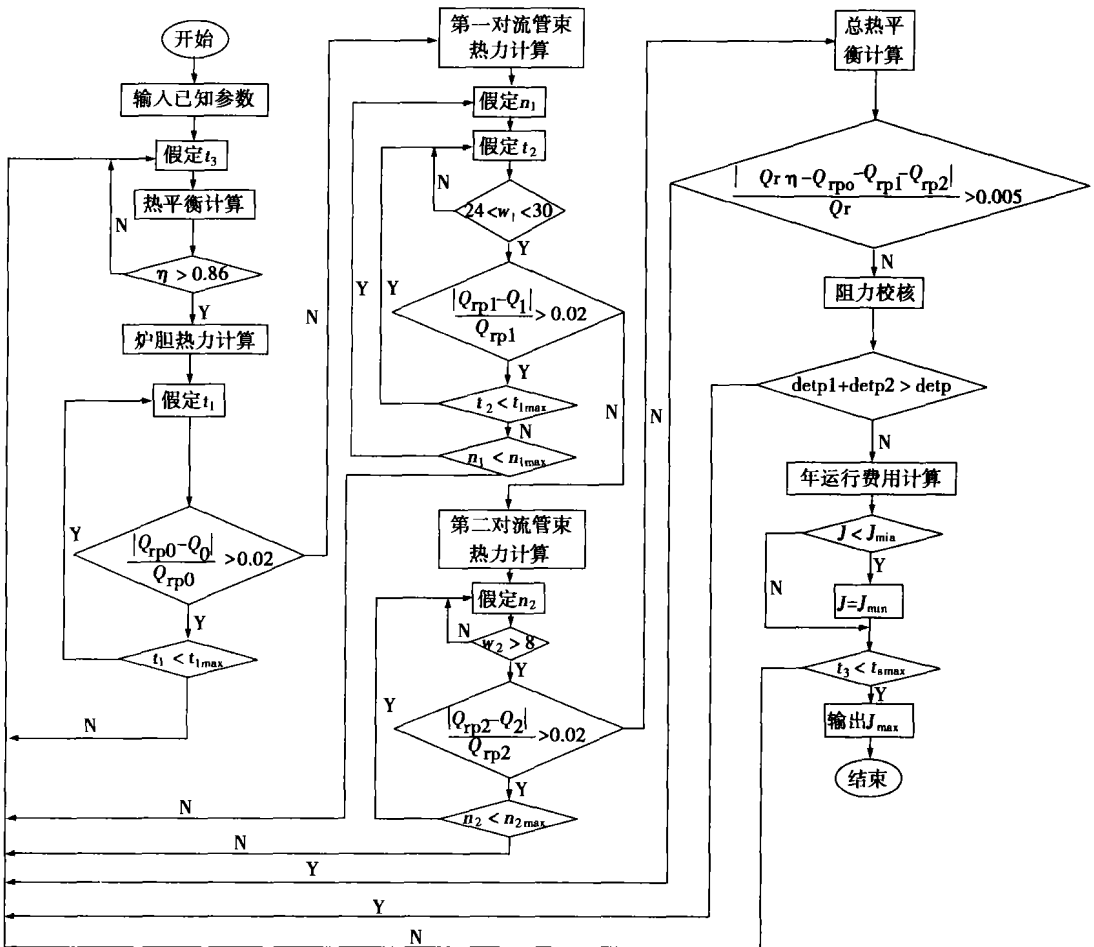 开始
输入已知参数
假定t₃
热平衡计算
N
η>0.86
Y
炉胆热力计算
假定t₁
Y
|Qrp0-Q0|
Qrp0
>0.02
N
Y
t₁<t₁max
N
第一对流管束
热力计算
假定n₁
假定t₂
N
24<w₁<30
Y
Y
Y
|Qrp1-Q1|
Qrp1
>0.02
Y
N
t₂<t₁max
N
n₁<n₁max
N
第二对流管束
热力计算
假定n₂
N
w₂>8
Y
Y
|Qrp2-Q2|
Qrp2
>0.02
N
Y
n₂<n₂max
N
总热平
衡计算
|Qrη-Qrpo-Qrp1-Qrp2|
Qr
>0.005
N
Y
阻力校核
detp1+detp2>detp
N
Y
年运行费用计算
J<Jmia
Y
N
J=Jmin
t₃<tsmax
Y
N
输出Jmax
结束